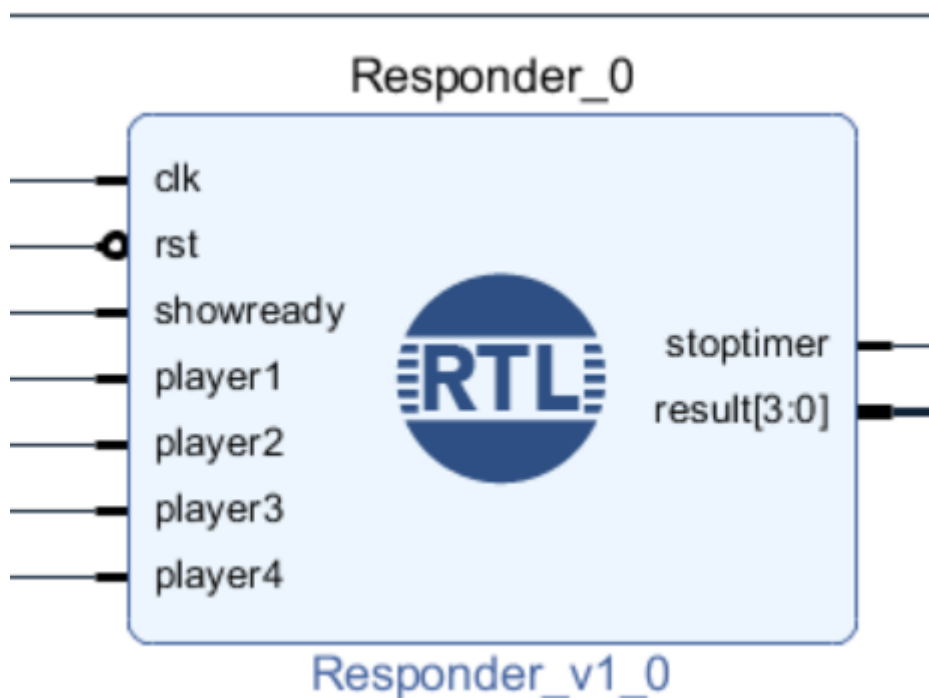 Responder_0
clk
rst
showready
player1
player2
player3
player4
RTL
stoptimer
result[3:0]
Responder_v1_0